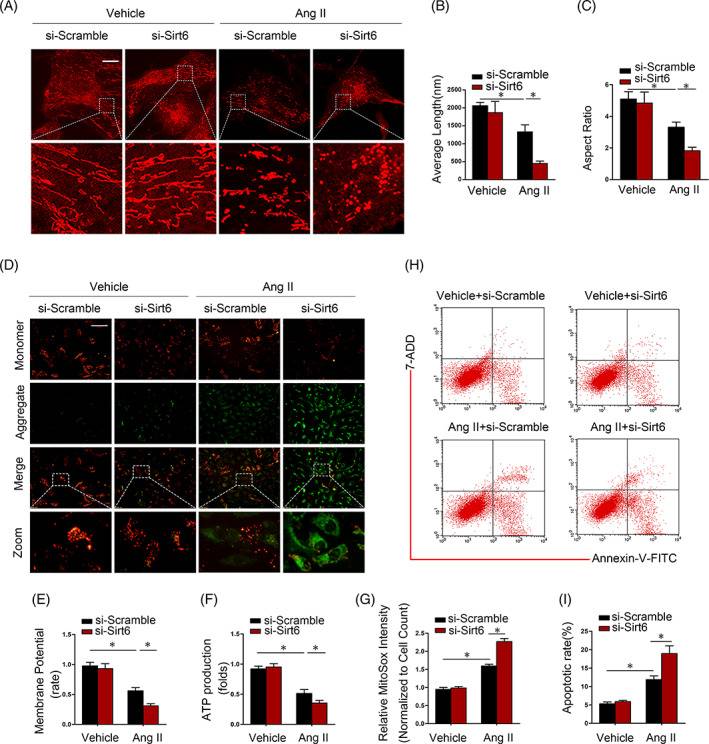 (A)
Vehicle
Ang II
si-Scramble
si-Sirt6
si-Scramble
si-Sirt6
(B)
si-Scramble
si-Sirt6
Average Length(nm)
2500
2000
1500
1000
500
0
*
*
Vehicle
Ang II
(C)
si-Scramble
si-Sirt6
Aspect Ratio
6
4
2
0
*
*
Vehicle
Ang II
(D)
Vehicle
Ang II
si-Scramble
si-Sirt6
si-Scramble
si-Sirt6
Monomer
Aggregate
Merge
Zoom
(H)
Vehicle+si-Scramble
Vehicle+si-Sirt6
7-ADD
Ang II+si-Scramble
Ang II+si-Sirt6
Annexin-V-FITC
(E)
si-Scramble
si-Sirt6
Membrane Potential
(rate)
1.5
1.0
0.5
0.0
*
*
Vehicle
Ang II
(F)
si-Scramble
si-Sirt6
ATP production
(folds)
1.5
1.0
0.5
0.0
*
*
Vehicle
Ang II
(G)
si-Scramble
si-Sirt6
Relative MitoSox Intensity
(Normalized to Cell Count)
2.5
2.0
1.5
1.0
0.5
0.0
*
*
Vehicle
Ang II
(I)
si-Scramble
si-Sirt6
Apoptotic rate(%)
25
20
15
10
5
0
*
*
Vehicle
Ang II